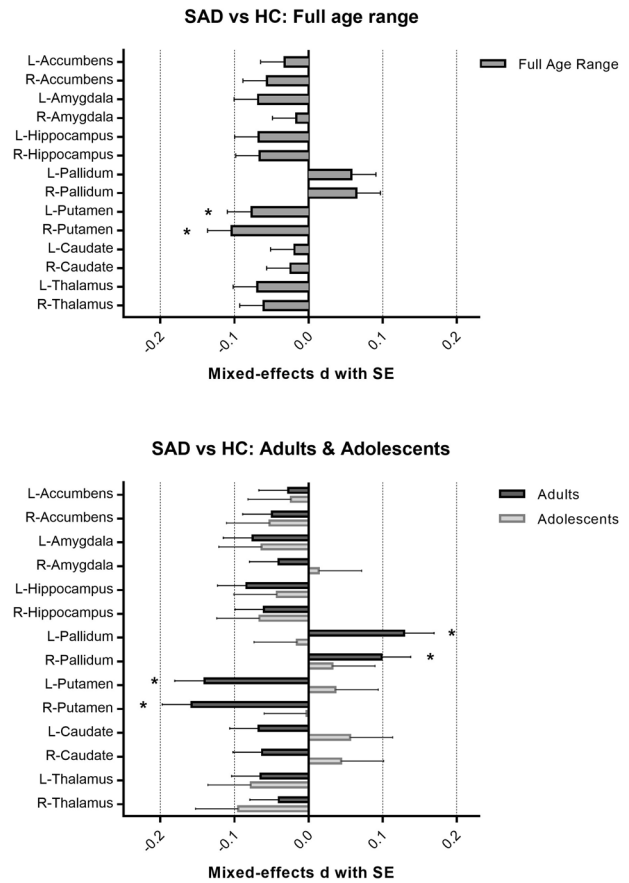 SAD vs HC: Full age range
L-Accumbens
R-Accumbens
L-Amygdala
R-Amygdala
L-Hippocampus
R-Hippocampus
L-Pallidum
R-Pallidum
L-Putamen *
R-Putamen *
L-Caudate
R-Caudate
L-Thalamus
R-Thalamus
Full Age Range
-0.2 -0.1 0.0 0.1 0.2
Mixed-effects d with SE
SAD vs HC: Adults & Adolescents
L-Accumbens
R-Accumbens
L-Amygdala
R-Amygdala
L-Hippocampus
R-Hippocampus
L-Pallidum *
R-Pallidum *
L-Putamen *
R-Putamen *
L-Caudate
R-Caudate
L-Thalamus
R-Thalamus
Adults
Adolescents
-0.2 -0.1 0.0 0.1 0.2
Mixed-effects d with SE